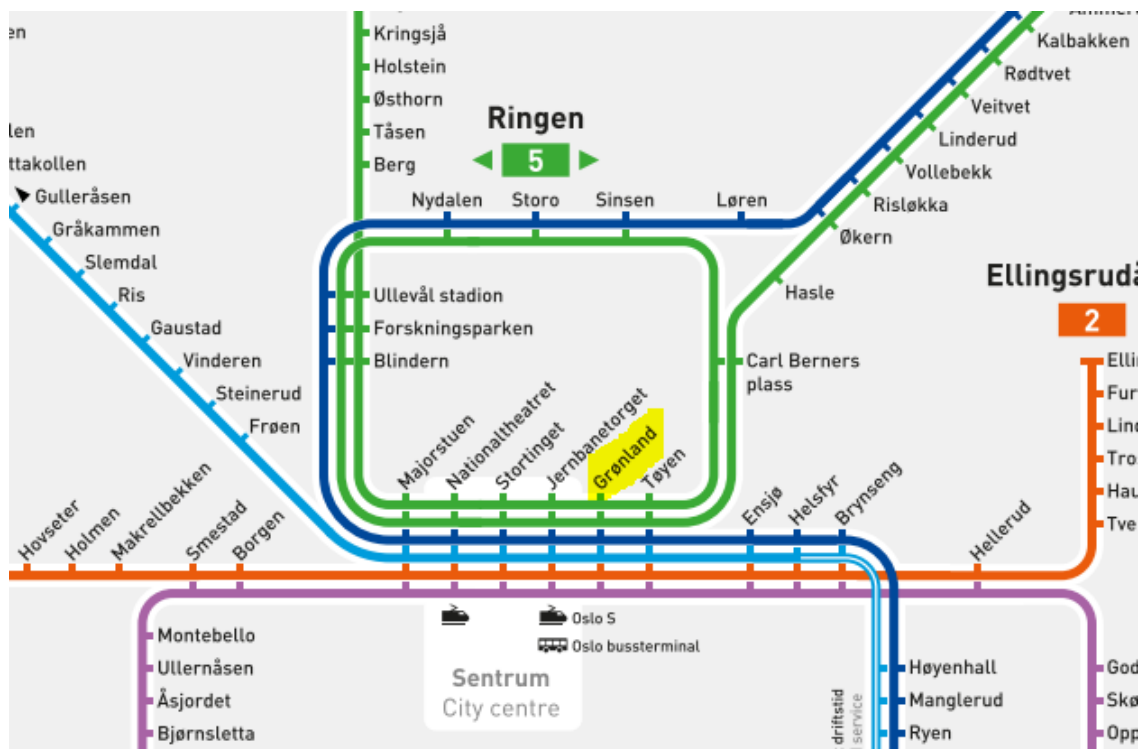 Kringsjå
Holstein
Østhorn
Tåsen
Berg
Ringen
5
Gulleråsen
Gråkammen
Slemdal
Ris
Gaustad
Vinderen
Steinerud
Frøen
Nydalen
Storo
Sinsen
Løren
Kalbakken
Rødtvet
Veitvet
Linderud
Vollebekk
Risløkka
Økern
Hasle
Ellingsrudå
2
Ullevål stadion
Forskningsparken
Blindern
Carl Berners
plass
Hovseter
Holmen
Makrellbekken
Smestad
Borgen
Majorstuen
Nationaltheatret
Stortinget
Jernbanetorget
Grønland
Tøyen
Ensjø
Helsfyr
Brynseng
Hellerud
Oslo S
Oslo bussterminal
Sentrum
City centre
Montebello
Ullernåsen
Åsjordet
Bjørnsletta
Høyenhall
Manglerud
Ryen
driftstid
service